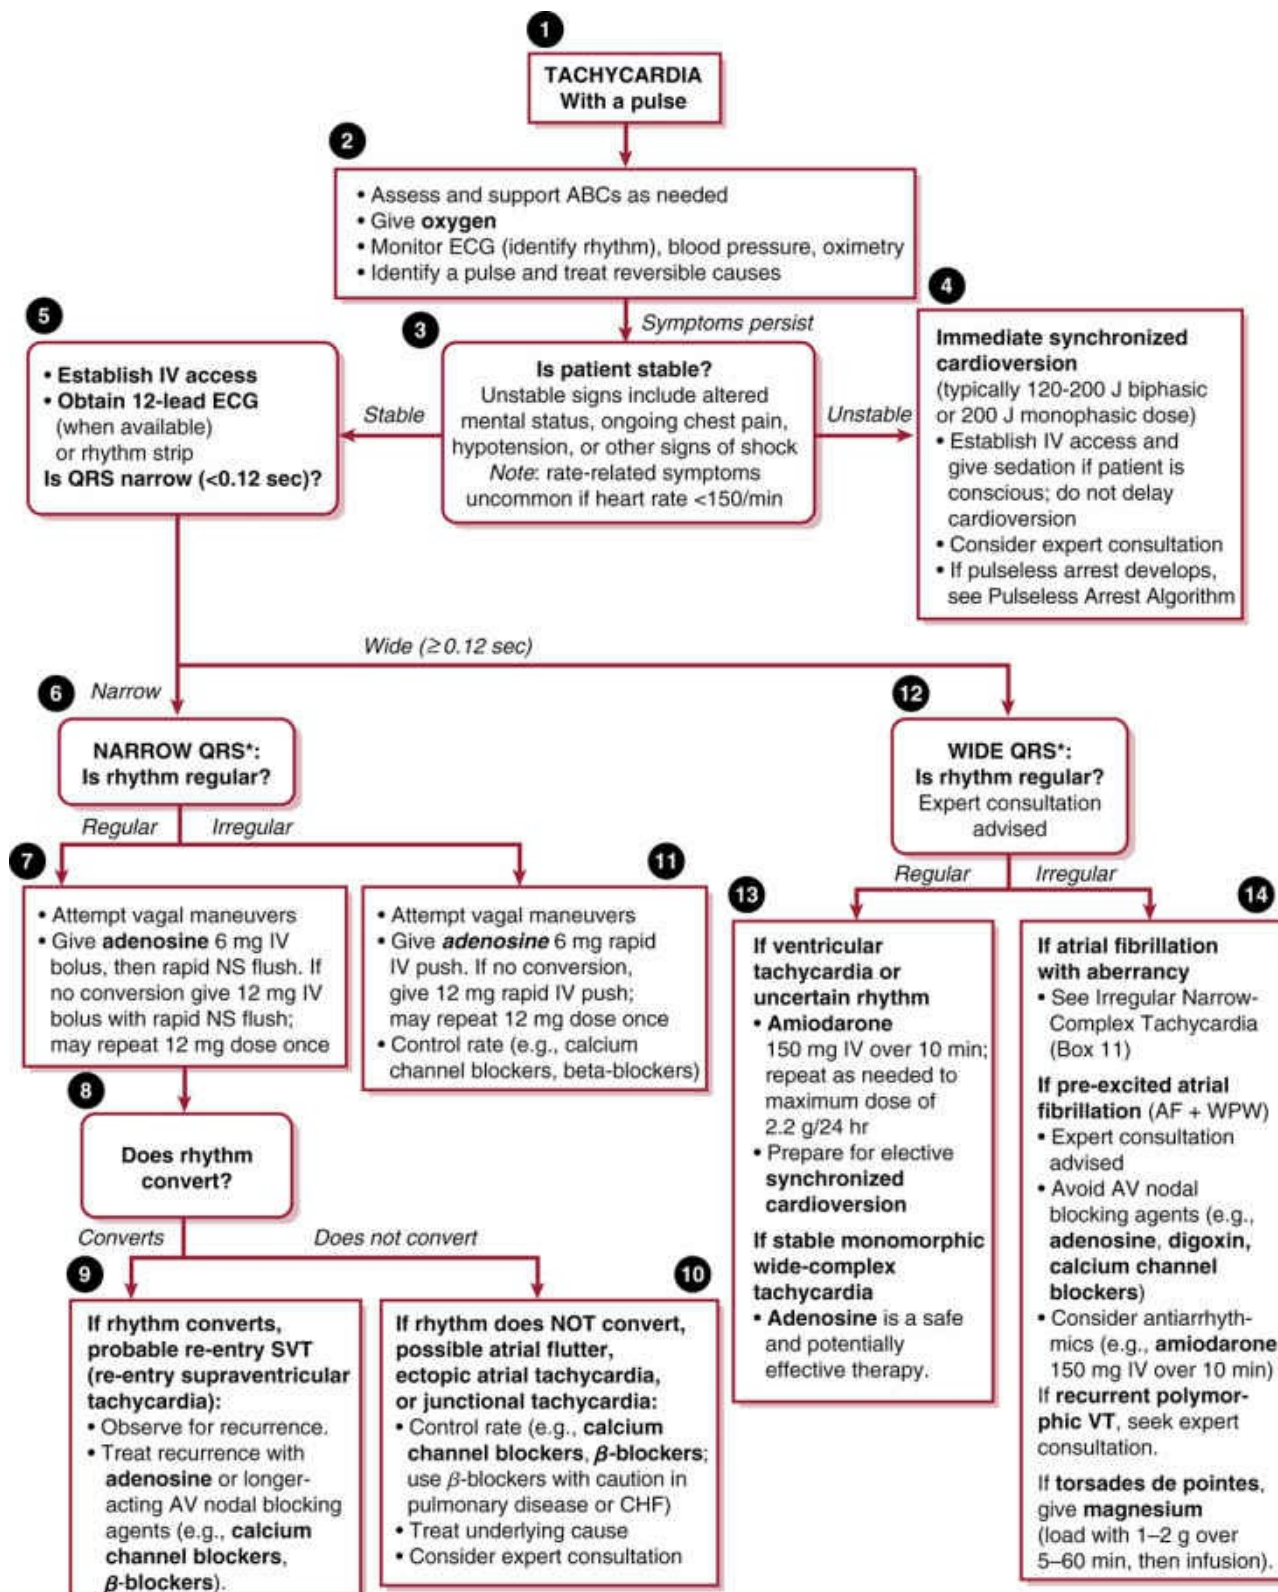 1
TACHYCARDIA
With a pulse
2
• Assess and support ABCs as needed
• Give oxygen
• Monitor ECG (identify rhythm), blood pressure, oximetry
• Identify a pulse and treat reversible causes
Symptoms persist
3
Is patient stable?
Unstable signs include altered
mental status, ongoing chest pain,
hypotension, or other signs of shock
Note: rate-related symptoms
uncommon if heart rate <150/min
Stable
Unstable
4
Immediate synchronized
cardioversion
(typically 120-200 J biphasic
or 200 J monophasic dose)
• Establish IV access and
give sedation if patient is
conscious; do not delay
cardioversion
• Consider expert consultation
• If pulseless arrest develops,
see Pulseless Arrest Algorithm
5
• Establish IV access
• Obtain 12-lead ECG
(when available)
or rhythm strip
Is QRS narrow (<0.12 sec)?
Wide (≥0.12 sec)
Narrow
6
NARROW QRS*:
Is rhythm regular?
Regular
Irregular
7
• Attempt vagal maneuvers
• Give adenosine 6 mg IV
bolus, then rapid NS flush. If
no conversion give 12 mg IV
bolus with rapid NS flush;
may repeat 12 mg dose once
11
• Attempt vagal maneuvers
• Give adenosine 6 mg rapid
IV push. If no conversion,
give 12 mg rapid IV push;
may repeat 12 mg dose once
• Control rate (e.g., calcium
channel blockers, beta-blockers)
8
Does rhythm
convert?
Converts
Does not convert
9
If rhythm converts,
probable re-entry SVT
(re-entry supraventricular
tachycardia):
• Observe for recurrence.
• Treat recurrence with
adenosine or longer-
acting AV nodal blocking
agents (e.g., calcium
channel blockers,
β-blockers).
10
If rhythm does NOT convert,
possible atrial flutter,
ectopic atrial tachycardia,
or junctional tachycardia:
• Control rate (e.g., calcium
channel blockers, β-blockers;
use β-blockers with caution in
pulmonary disease or CHF)
• Treat underlying cause
• Consider expert consultation
12
WIDE QRS*:
Is rhythm regular?
Expert consultation
advised
Regular
Irregular
13
If ventricular
tachycardia or
uncertain rhythm
• Amiodarone
150 mg IV over 10 min;
repeat as needed to
maximum dose of
2.2 g/24 hr
• Prepare for elective
synchronized
cardioversion
If stable monomorphic
wide-complex
tachycardia
• Adenosine is a safe
and potentially
effective therapy.
14
If atrial fibrillation
with aberrancy
• See Irregular Narrow-
Complex Tachycardia
(Box 11)
If pre-excited atrial
fibrillation (AF + WPW)
• Expert consultation
advised
• Avoid AV nodal
blocking agents (e.g.,
adenosine, digoxin,
calcium channel
blockers)
• Consider antiarrhyth-
mics (e.g., amiodarone
150 mg IV over 10 min)
If recurrent polymor-
phic VT, seek expert
consultation.
If torsades de pointes,
give magnesium
(load with 1–2 g over
5–60 min, then infusion).